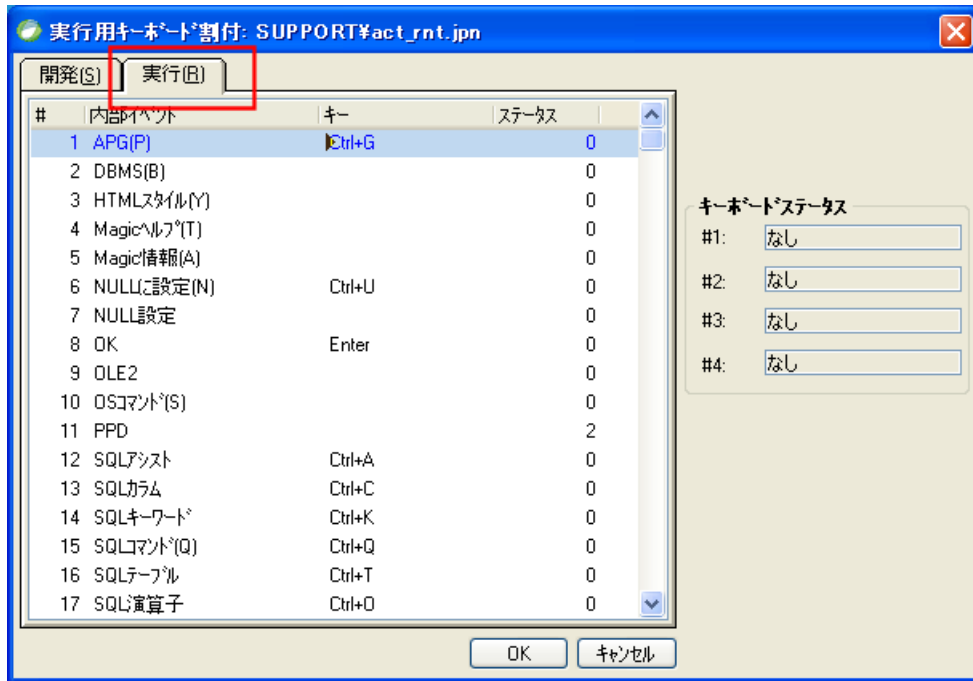 実行用ｷｰﾎﾞｰﾄﾞ割付: SUPPORT¥act_rnt.jpn
開発(S) 実行(R)
# 内部ｲﾍﾞﾝﾄ ｷｰ ｽﾃｰﾀｽ
1 APG(P) Ctrl+G 0
2 DBMS(B) 0
3 HTMLｽﾀｲﾙ(Y) 0
4 Magicﾍﾙﾌﾟ(T) 0
5 Magic情報(A) 0
6 NULLに設定(N) Ctrl+U 0
7 NULL設定 0
8 OK Enter 0
9 OLE2 0
10 OSｺﾏﾝﾄﾞ(S) 0
11 PPD 2
12 SQLｱｼｽﾄ Ctrl+A 0
13 SQLｶﾗﾑ Ctrl+C 0
14 SQLｷｰﾜｰﾄﾞ Ctrl+K 0
15 SQLｺﾏﾝﾄﾞ(Q) Ctrl+Q 0
16 SQLﾃｰﾌﾞﾙ Ctrl+T 0
17 SQL演算子 Ctrl+O 0
ｷｰﾎﾞｰﾄﾞｽﾃｰﾀｽ
#1: なし
#2: なし
#3: なし
#4: なし
OK ｷｬﾝｾﾙ